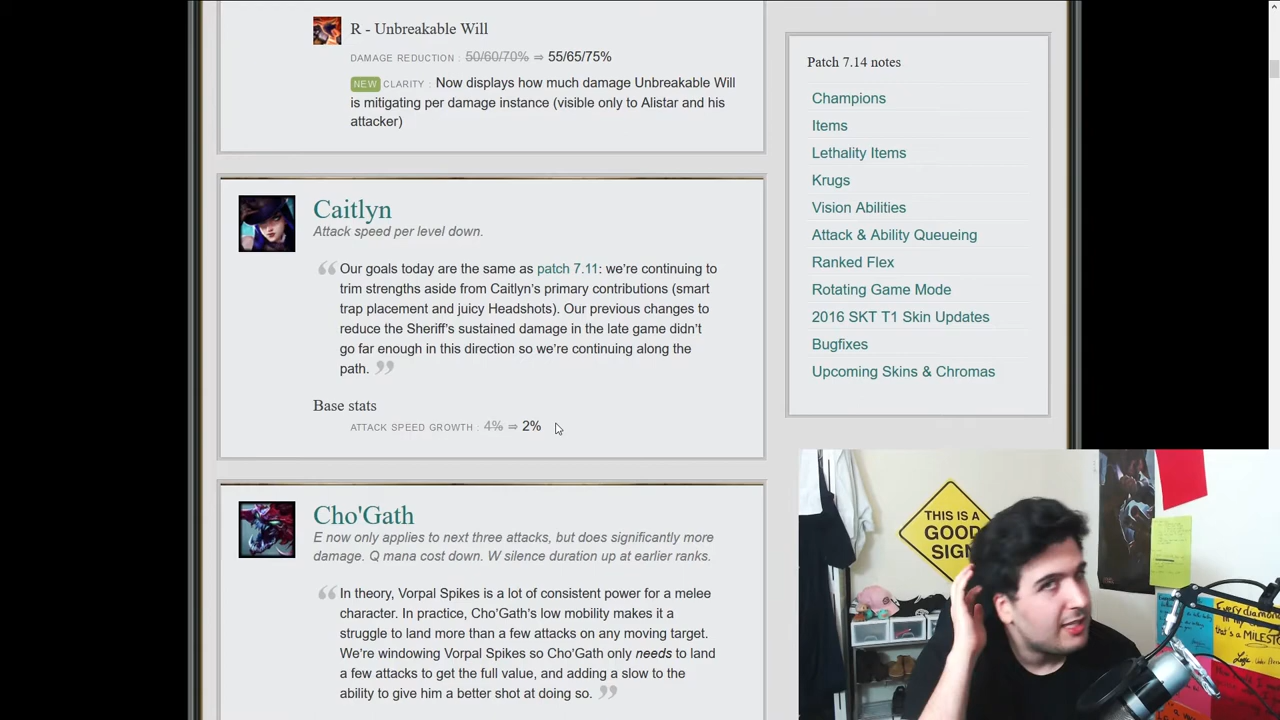 R - Unbreakable Will
DAMAGE REDUCTION : 50/60/70% ⇒ 55/65/75%
NEW CLARITY : Now displays how much damage Unbreakable Will
is mitigating per damage instance (visible only to Alistar and his
attacker)
Caitlyn
Attack speed per level down.
Our goals today are the same as patch 7.11: we’re continuing to
trim strengths aside from Caitlyn’s primary contributions (smart
trap placement and juicy Headshots). Our previous changes to
reduce the Sheriff’s sustained damage in the late game didn’t
go far enough in this direction so we’re continuing along the
path.
Base stats
ATTACK SPEED GROWTH : 4% ⇒ 2%
Cho'Gath
E now only applies to next three attacks, but does significantly more
damage. Q mana cost down. W silence duration up at earlier ranks.
In theory, Vorpal Spikes is a lot of consistent power for a melee
character. In practice, Cho’Gath’s low mobility makes it a
struggle to land more than a few attacks on any moving target.
We’re windowing Vorpal Spikes so Cho’Gath only needs to land
a few attacks to get the full value, and adding a slow to the
ability to give him a better shot at doing so.
Patch 7.14 notes
Champions
Items
Lethality Items
Krugs
Vision Abilities
Attack & Ability Queueing
Ranked Flex
Rotating Game Mode
2016 SKT T1 Skin Updates
Bugfixes
Upcoming Skins & Chromas
THIS IS A
GOOD
SIGN
Every
that's a MILESTO
Logic